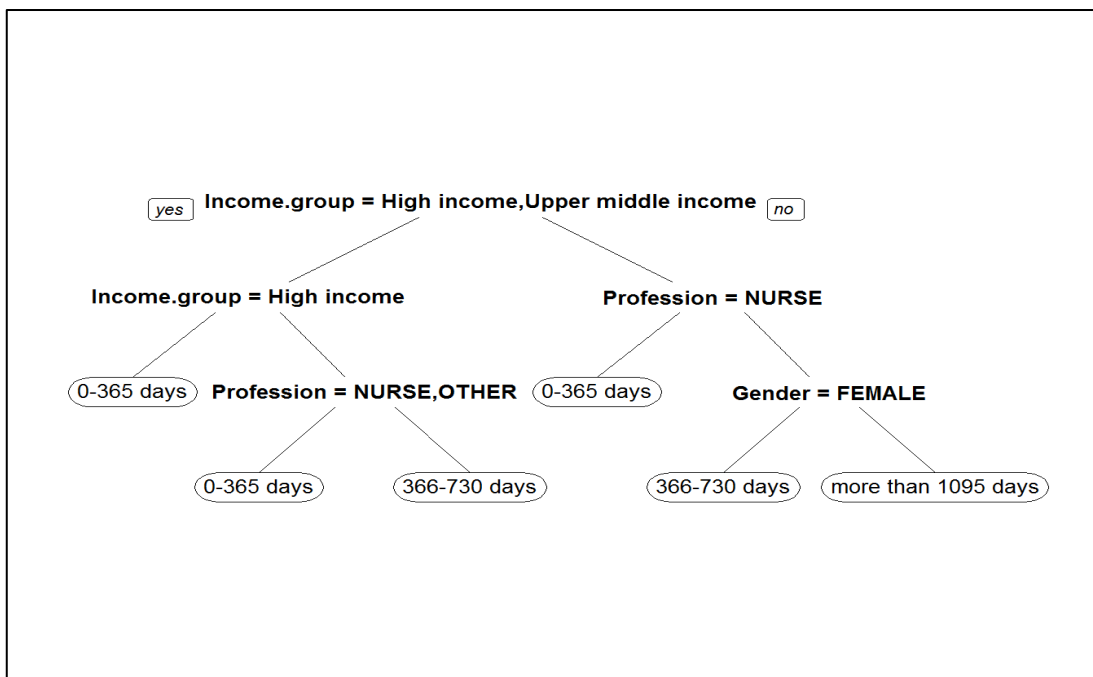 yes Income.group = High income,Upper middle income no
Income.group = High income Profession = NURSE
0-365 days Profession = NURSE,OTHER 0-365 days Gender = FEMALE
0-365 days 366-730 days 366-730 days more than 1095 days